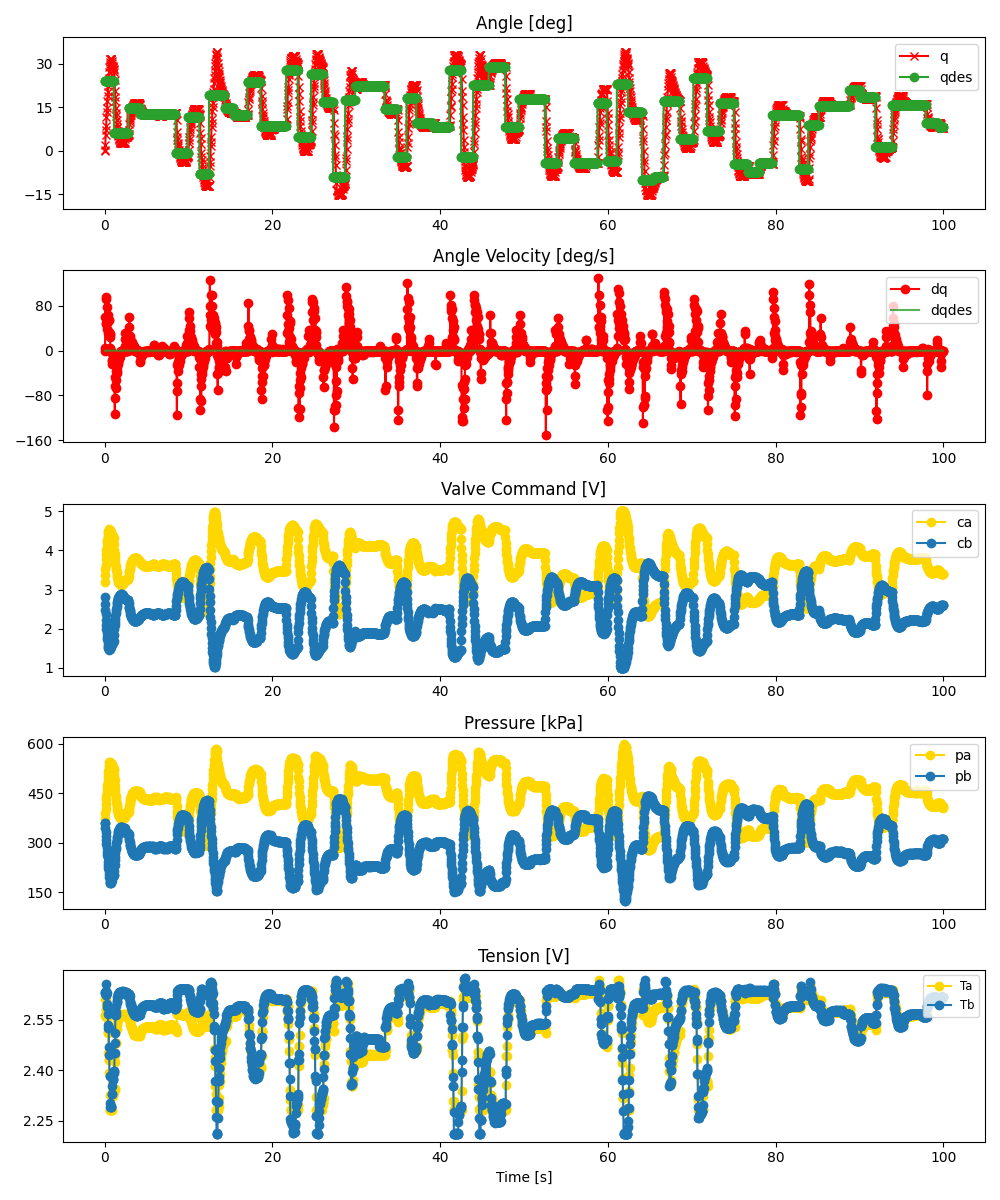 Angle [deg]
30
15
0
−15
q
qdes
0 20 40 60 80 100
Angle Velocity [deg/s]
80
0
−80
−160
dq
dqdes
0 20 40 60 80 100
Valve Command [V]
5
4
3
2
1
ca
cb
0 20 40 60 80 100
Pressure [kPa]
600
450
300
150
pa
pb
0 20 40 60 80 100
Tension [V]
2.55
2.40
2.25
Ta
Tb
0 20 40 60 80 100
Time [s]